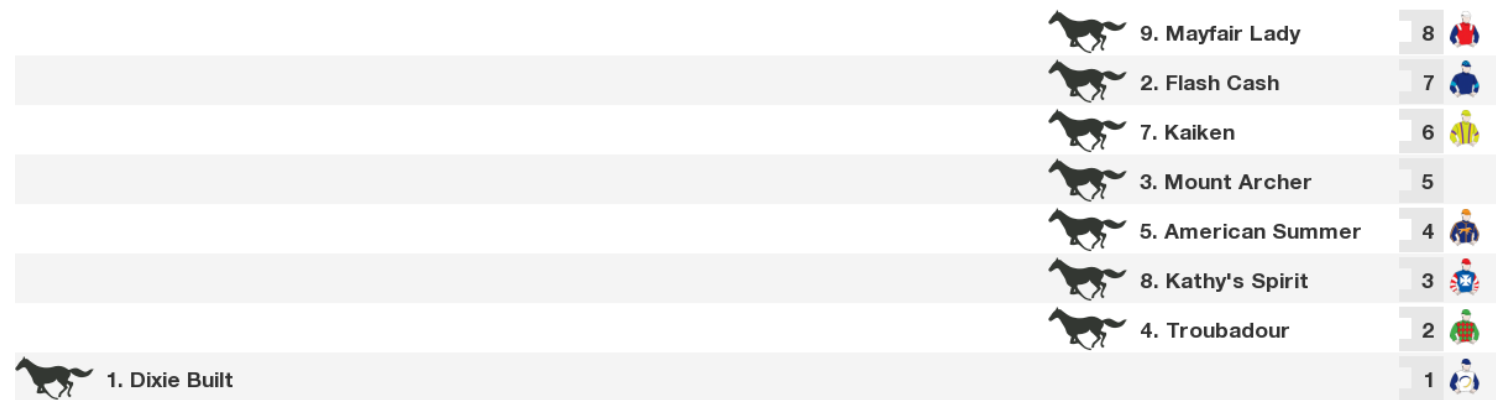 9. Mayfair Lady 8
2. Flash Cash 7
7. Kaiken 6
3. Mount Archer 5
5. American Summer 4
8. Kathy's Spirit 3
4. Troubadour 2
1. Dixie Built 1